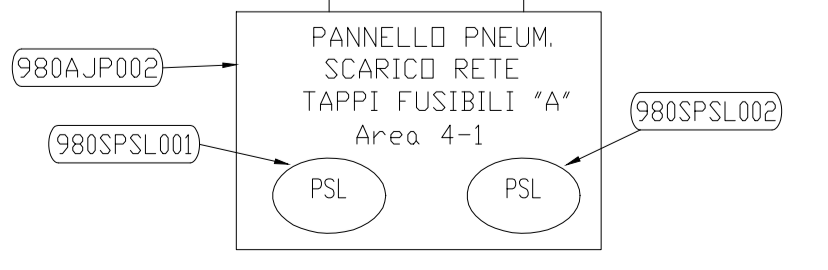 PANNELLO PNEUM.
980AJP002
SCARICO RETE
TAPPI FUSIBILI "A"
980SPSL002
Area 4-1
980SPSL001
PSL
PSL